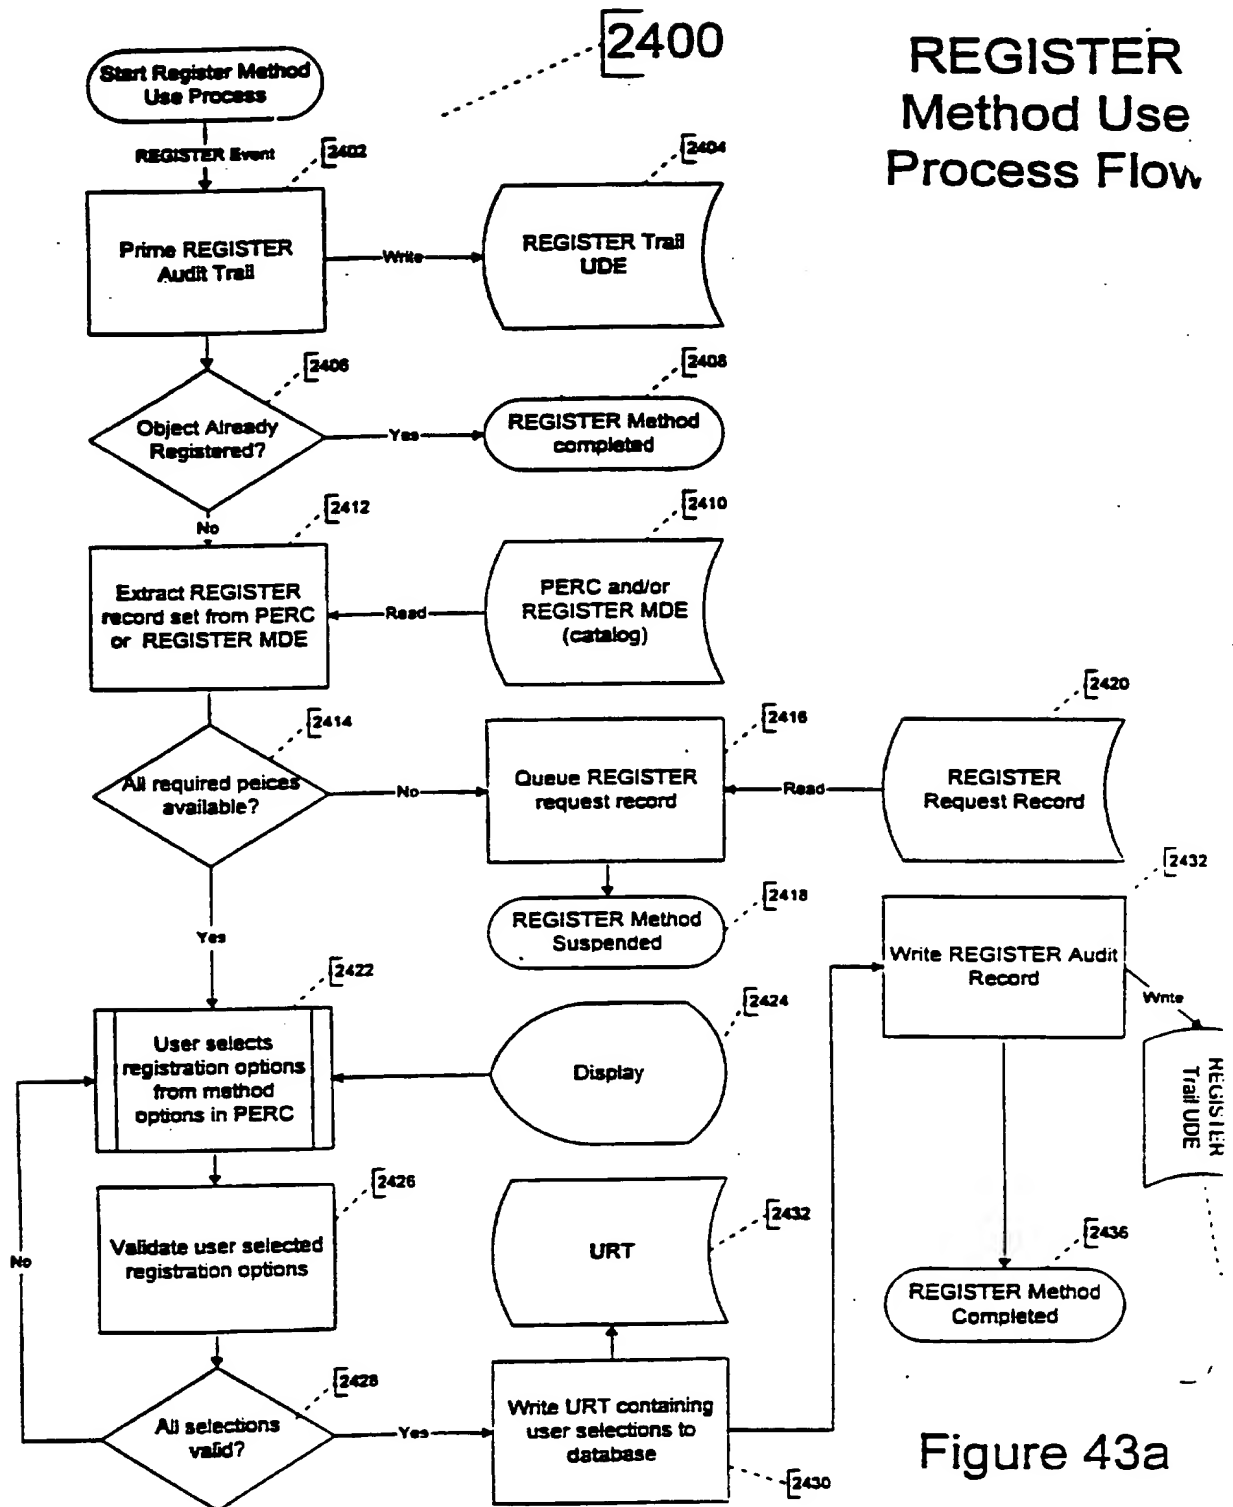 2400
REGISTER
Method Use
Process Flow
Start Register Method
Use Process
REGISTER Event
2402
Prime REGISTER
Audit Trail
Write
2404
REGISTER Trail
UDE
2406
Object Already
Registered?
Yes
2408
REGISTER Method
completed
No
2412
Extract REGISTER
record set from PERC
or REGISTER MDE
Read
2410
PERC and/or
REGISTER MDE
(catalog)
2414
All required peices
available?
No
2416
Queue REGISTER
request record
Read
2420
REGISTER
Request Record
2418
REGISTER Method
Suspended
Yes
2422
User selects
registration options
from method
options in PERC
2424
Display
2426
Validate user selected
registration options
No
2428
All selections
valid?
Yes
2432
URT
Write URT containing
user selections to
database
2430
2432
Write REGISTER Audit
Record
Write
REGISTER
Trail UDE
2436
REGISTER Method
Completed
Figure 43a